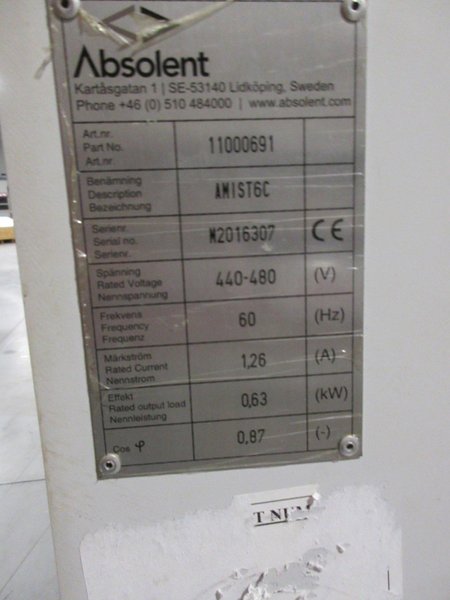 Absolent
Kartåsgatan 1 | SE-53140 Lidköping, Sweden
Phone +46 (0) 510 484000 | www.absolent.com
Art.nr.
Part No. 11000691
Art.nr.
Benämning
Description AMIST6C
Bezeichnung
Serienr.
Serial no. M2016307 CE
Serienr.
Spänning
Rated Voltage 440-480 (V)
Nennspannung
Frekvens
Frequency 60 (Hz)
Frequenz
Märkström
Rated Current 1,26 (A)
Nennstrom
Effekt
Rated output load 0,63 (kW)
Nennleistung
Cos φ 0,87 (-)